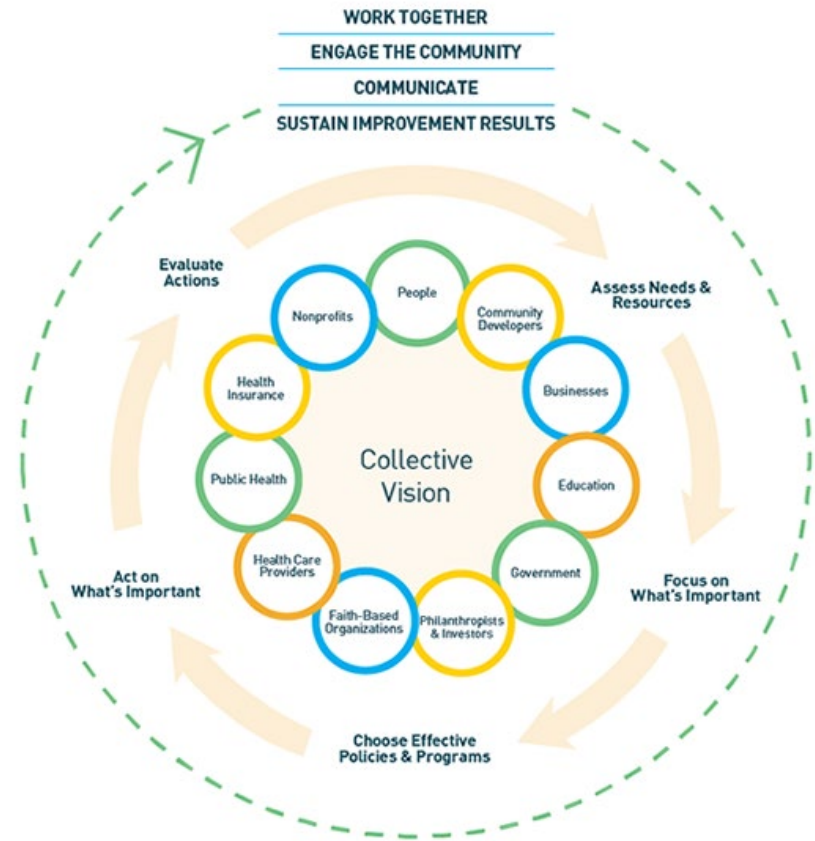 WORK TOGETHER
ENGAGE THE COMMUNITY
COMMUNICATE
SUSTAIN IMPROVEMENT RESULTS
Evaluate
Actions
Assess Needs &
Resources
People
Nonprofits
Community
Developers
Health
Insurance
Businesses
Collective
Vision
Public Health
Education
Health Care
Providers
Government
Act on
What's Important
Focus on
What's Important
Faith-Based
Organizations
Philanthropists
& Investors
Choose Effective
Policies & Programs